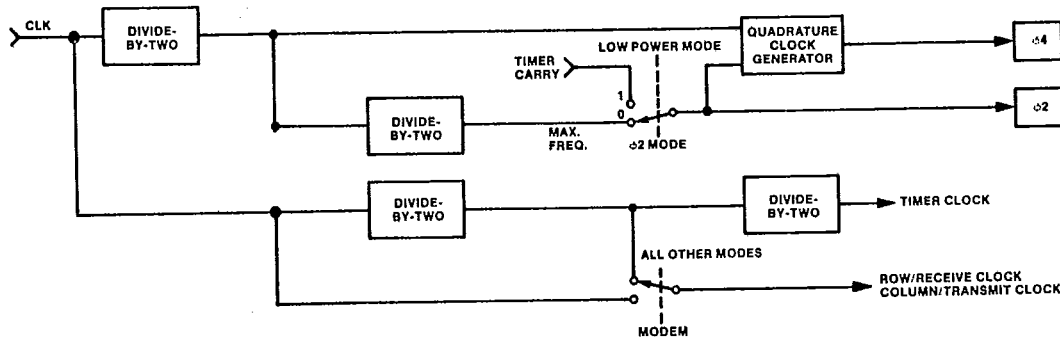 CLK
DIVIDE-
BY-TWO
LOW POWER MODE
TIMER
CARRY
QUADRATURE
CLOCK
GENERATOR
ϕ4
1
0
ϕ2
DIVIDE-
BY-TWO
MAX.
FREQ.
ϕ2 MODE
DIVIDE-
BY-TWO
DIVIDE-
BY-TWO
TIMER CLOCK
ALL OTHER MODES
ROW/RECEIVE CLOCK
COLUMN/TRANSMIT CLOCK
MODEM